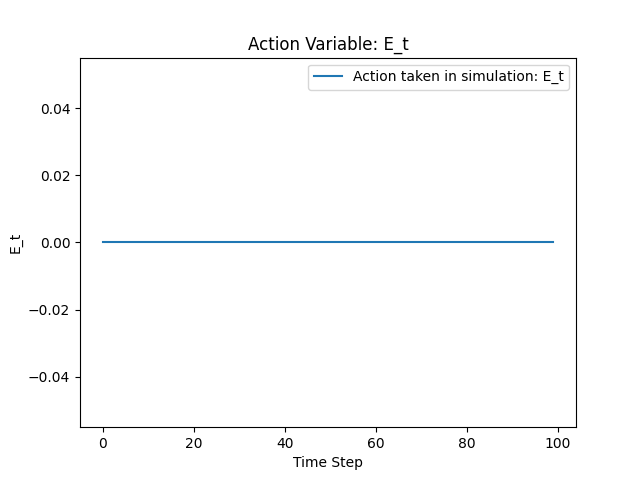 Action Variable: E_t
Action taken in simulation: E_t
0.04
0.02
0.00
−0.02
−0.04
E_t
0 20 40 60 80 100
Time Step